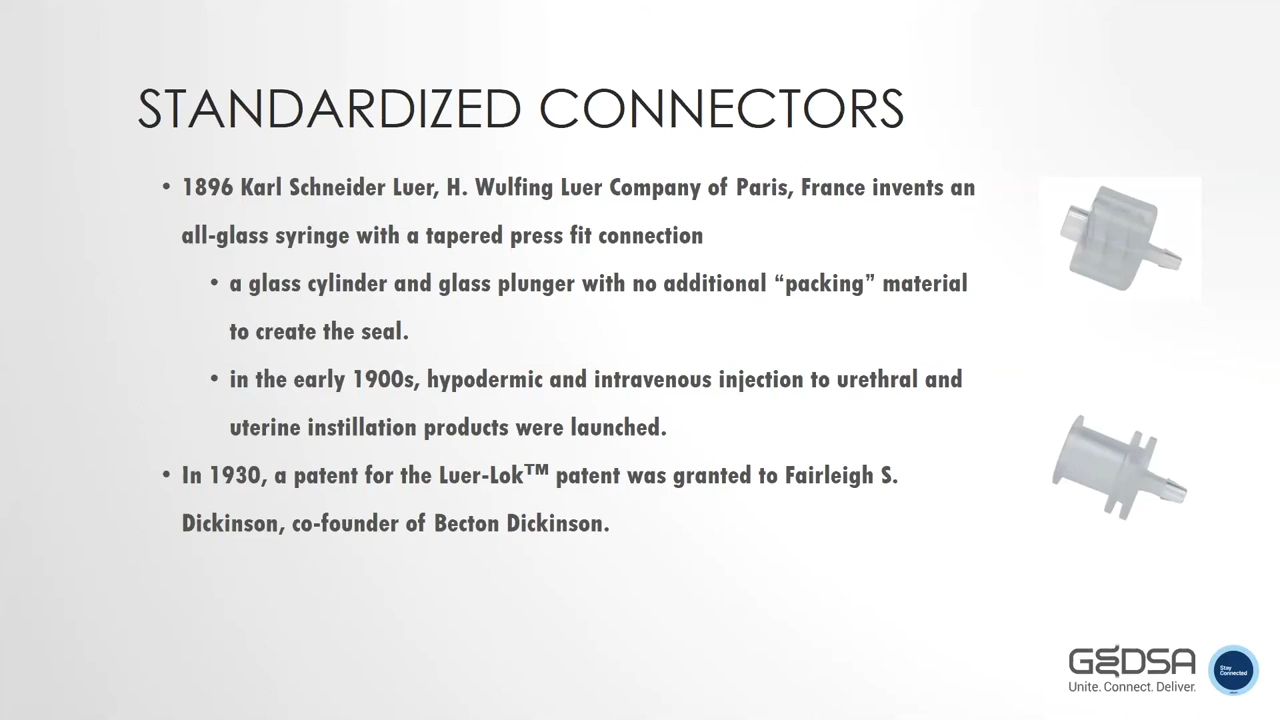 STANDARDIZED CONNECTORS
• 1896 Karl Schneider Luer, H. Wulfing Luer Company of Paris, France invents an
all-glass syringe with a tapered press fit connection
• a glass cylinder and glass plunger with no additional “packing” material
to create the seal.
• in the early 1900s, hypodermic and intravenous injection to urethral and
uterine instillation products were launched.
• In 1930, a patent for the Luer-Lok™ patent was granted to Fairleigh S.
Dickinson, co-founder of Becton Dickinson.
GEDSA
Unite. Connect. Deliver.
Stay
Connected